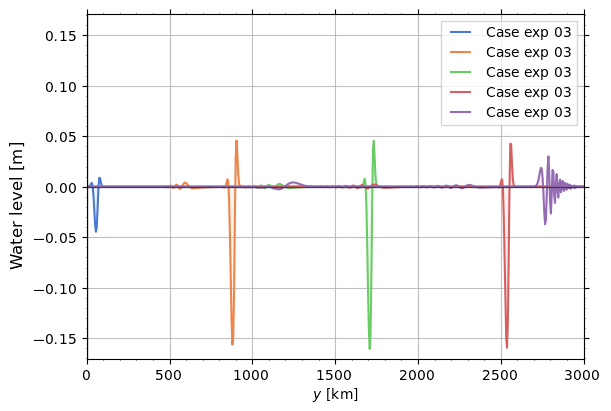 Case exp 03
Case exp 03
Case exp 03
Case exp 03
Case exp 03
0.15
0.10
0.05
0.00
−0.05
−0.10
−0.15
Water level [m]
0 500 1000 1500 2000 2500 3000
y [km]